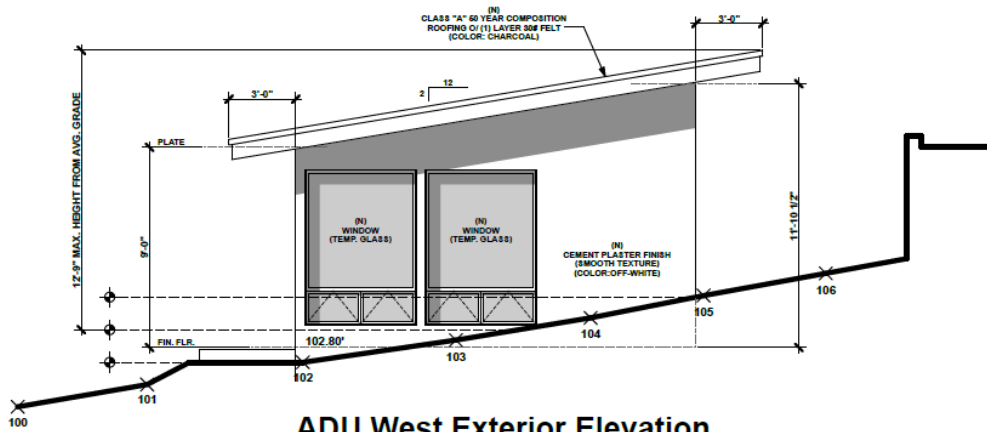 (N)
CLASS "A" 50 YEAR COMPOSITION
ROOFING O/ (1) LAYER 30# FELT
(COLOR: CHARCOAL)
3'-0"
12
2
3'-0"
PLATE
12'-9" MAX. HEIGHT FROM AVG. GRADE
9'-0"
11'-10 1/2"
(N)
WINDOW
(TEMP. GLASS)
(N)
WINDOW
(TEMP. GLASS)
(N)
CEMENT PLASTER FINISH
(SMOOTH TEXTURE)
(COLOR:OFF-WHITE)
106
105
104
FIN. FLR.
102.80'
103
102
101
100
ADU West Exterior Elevation